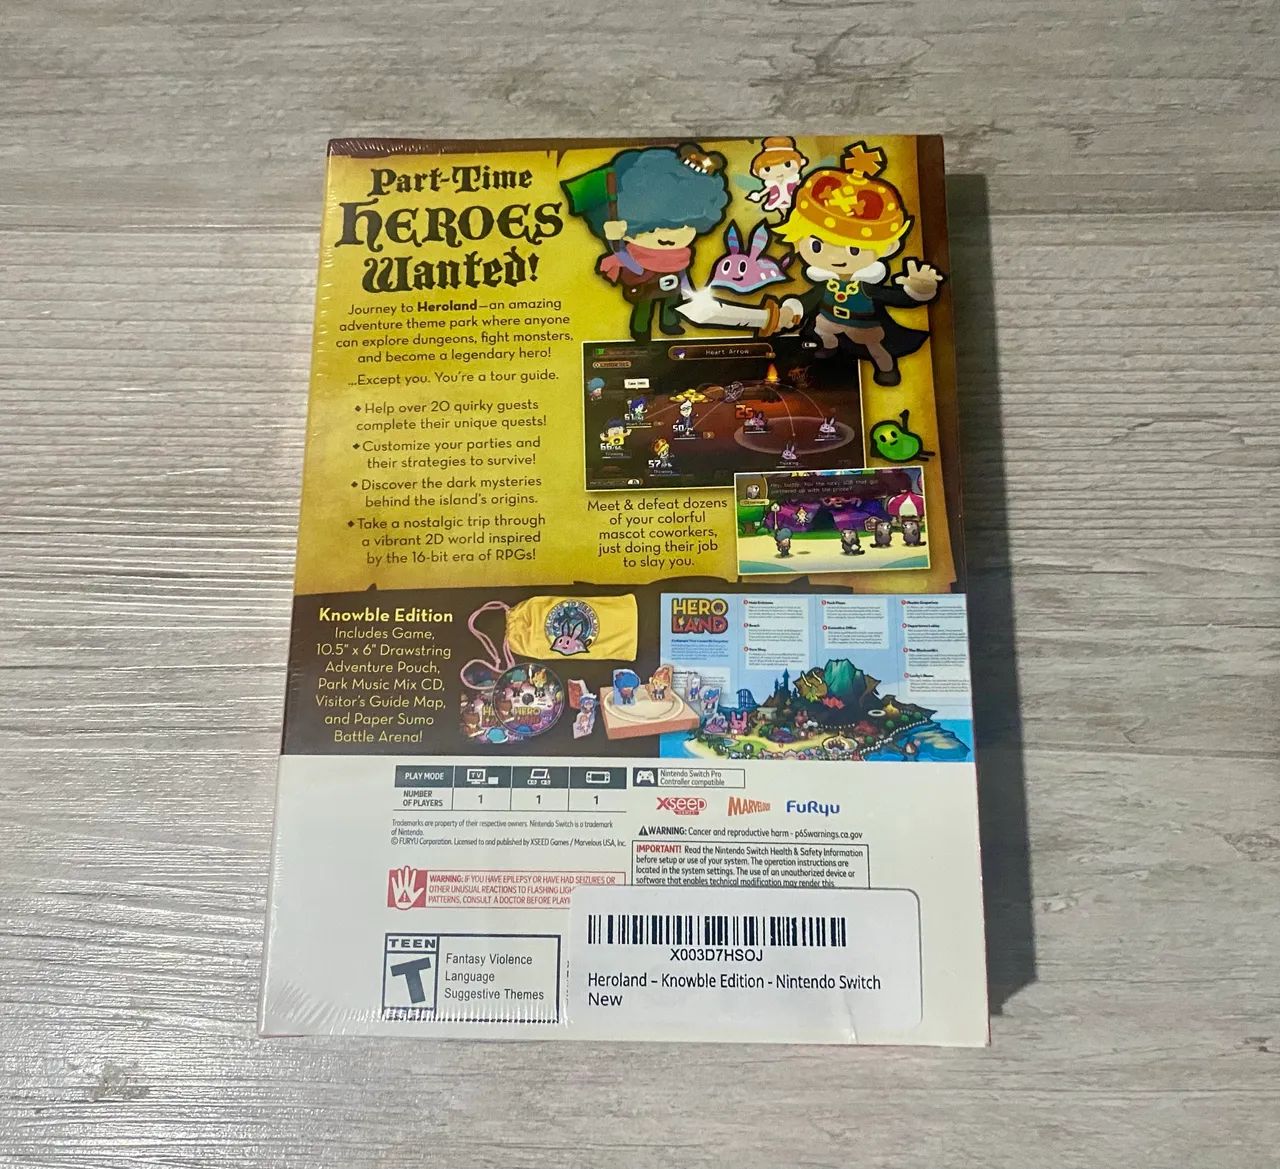 Part-Time
HEROES
Wanted!
Journey to Heroland—an amazing
adventure theme park where anyone
can explore dungeons, fight monsters,
and become a legendary hero!
...Except you. You're a tour guide.
◆ Help over 20 quirky guests
complete their unique quests!
◆ Customize your parties and
their strategies to survive!
◆ Discover the dark mysteries
behind the island's origins.
◆ Take a nostalgic trip through
a vibrant 2D world inspired
by the 16-bit era of RPGs!
Heart Arrow
Meet & defeat dozens
of your colorful
mascot coworkers,
just doing their job
to slay you.
Knowble Edition
Includes Game,
10.5" x 6" Drawstring
Adventure Pouch,
Park Music Mix CD,
Visitor's Guide Map,
and Paper Sumo
Battle Arena!
HERO
LAND
PLAY MODE
TV
NUMBER
OF PLAYERS
1
1
1
Nintendo Switch Pro
Controller compatible
XSEED
GAMES
MARVELOUS
FuRyu
Trademarks are property of their respective owners. Nintendo Switch is a trademark
of Nintendo.
© FURYU Corporation. Licensed to and published by XSEED Games / Marvelous USA, Inc.
⚠WARNING: Cancer and reproductive harm - p65warnings.ca.gov
IMPORTANT! Read the Nintendo Switch Health & Safety Information
before setup or use of your system. The operation instructions are
located in the system settings. The use of an unauthorized device or
software that enables technical modification may render this
WARNING: IF YOU HAVE EPILEPSY OR HAVE HAD SEIZURES OR
OTHER UNUSUAL REACTIONS TO FLASHING LIGH
PATTERNS, CONSULT A DOCTOR BEFORE PLAYI
TEEN
T
ESRB
Fantasy Violence
Language
Suggestive Themes
X003D7HSOJ
Heroland – Knowble Edition - Nintendo Switch
New